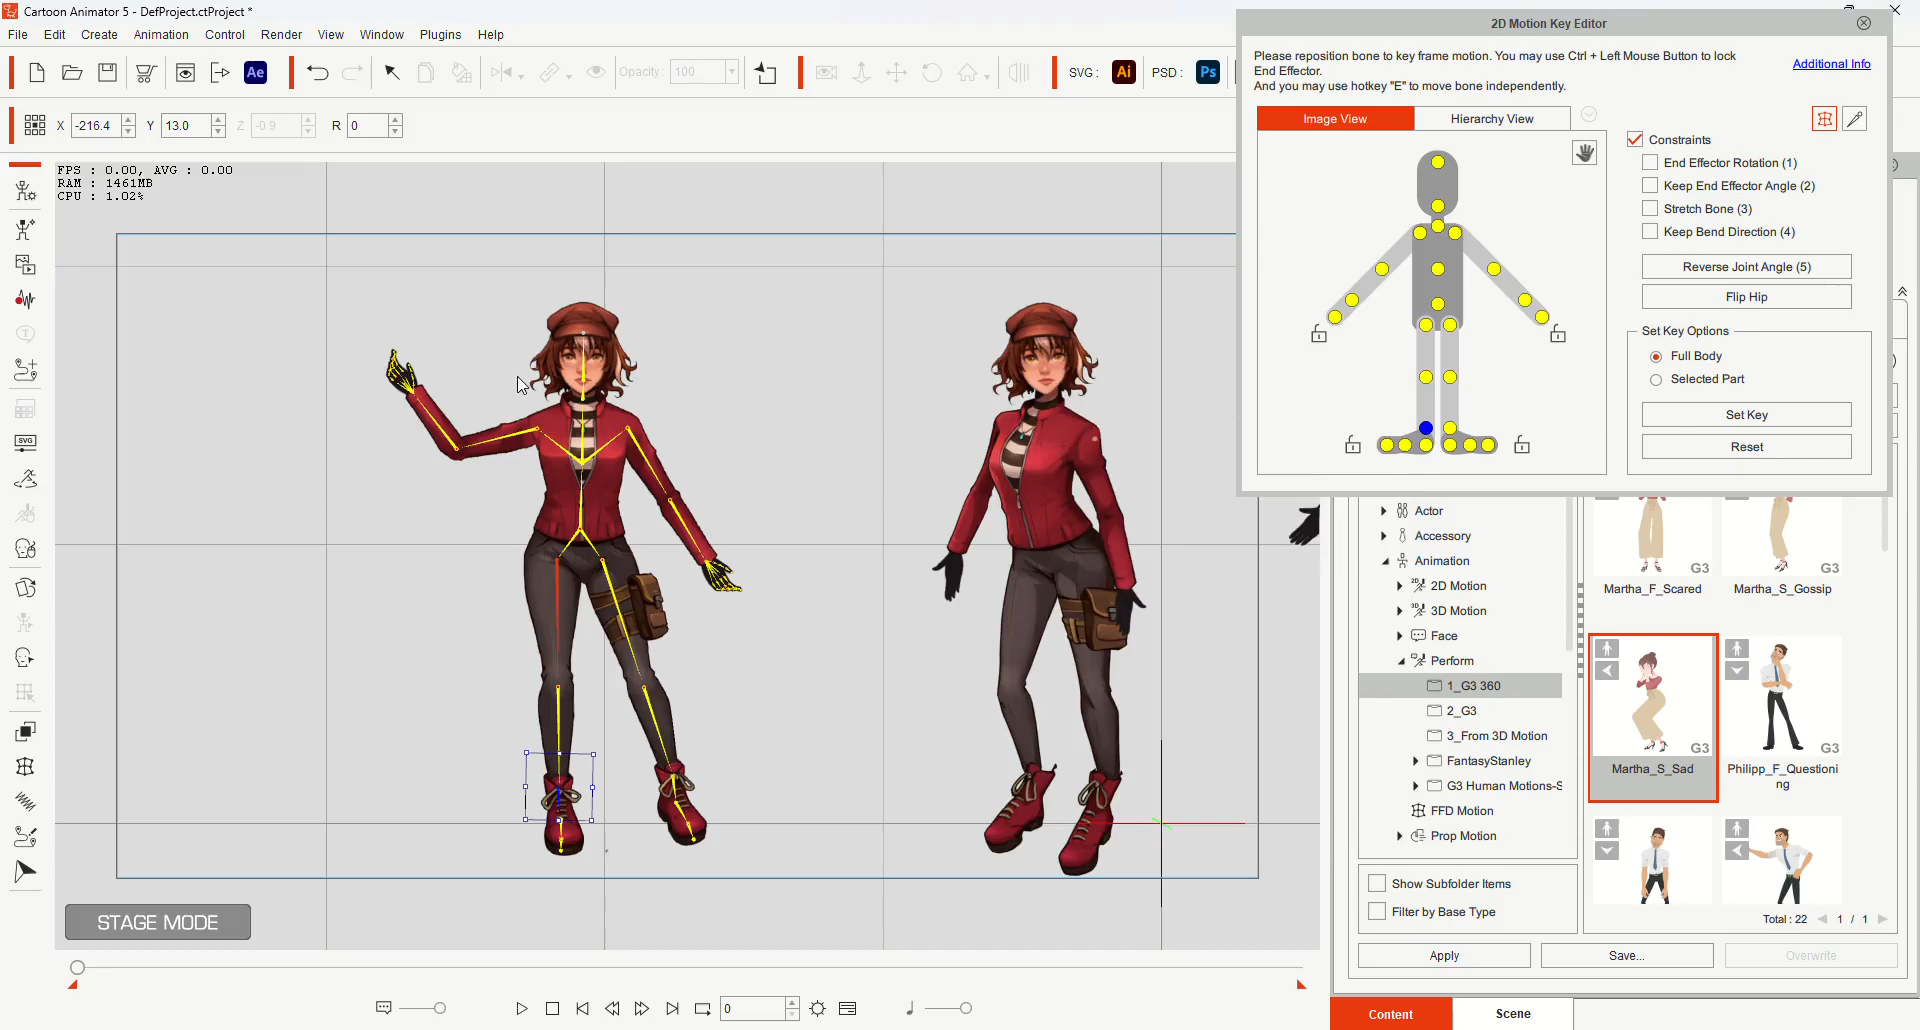 Cartoon Animator 5 - DefProject.ctProject *
File Edit Create Animation Control Render View Window Plugins Help
Ae
Opacity: 100
SVG : Ai PSD : Ps
X -216.4 Y 13.0 Z -0.9 R 0
FPS : 0.00, AVG : 0.00
RAM : 1461MB
CPU : 1.02%
SVG
STAGE MODE
0
2D Motion Key Editor
Please reposition bone to key frame motion. You may use Ctrl + Left Mouse Button to lock
End Effector.
And you may use hotkey "E" to move bone independently.
Additional Info
Image View Hierarchy View
Constraints
End Effector Rotation (1)
Keep End Effector Angle (2)
Stretch Bone (3)
Keep Bend Direction (4)
Reverse Joint Angle (5)
Flip Hip
Set Key Options
Full Body
Selected Part
Set Key
Reset
Actor
Accessory
Animation
2D Motion
3D Motion
Face
Perform
1_G3 360
2_G3
3_From 3D Motion
FantasyStanley
G3 Human Motions-S
FFD Motion
Prop Motion
Show Subfolder Items
Filter by Base Type
G3 G3
Martha_F_Scared Martha_S_Gossip
G3 G3
Martha_S_Sad Philipp_F_Questioni
ng
Total : 22 1 / 1
Apply Save... Overwrite
Content Scene